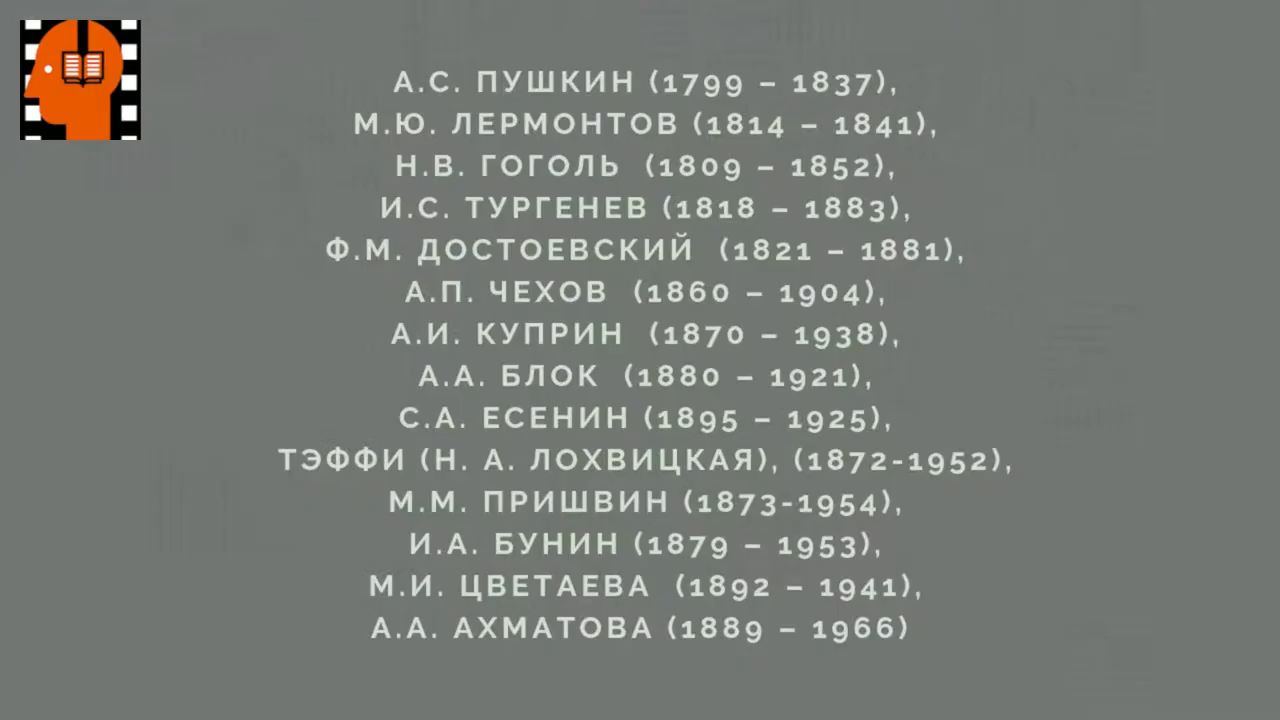 А.С. ПУШКИН (1799 – 1837),
М.Ю. ЛЕРМОНТОВ (1814 – 1841),
Н.В. ГОГОЛЬ (1809 – 1852),
И.С. ТУРГЕНЕВ (1818 – 1883),
Ф.М. ДОСТОЕВСКИЙ (1821 – 1881),
А.П. ЧЕХОВ (1860 – 1904),
А.И. КУПРИН (1870 – 1938),
А.А. БЛОК (1880 – 1921),
С.А. ЕСЕНИН (1895 – 1925),
ТЭФФИ (Н. А. ЛОХВИЦКАЯ), (1872-1952),
М.М. ПРИШВИН (1873-1954),
И.А. БУНИН (1879 – 1953),
М.И. ЦВЕТАЕВА (1892 – 1941),
А.А. АХМАТОВА (1889 – 1966)